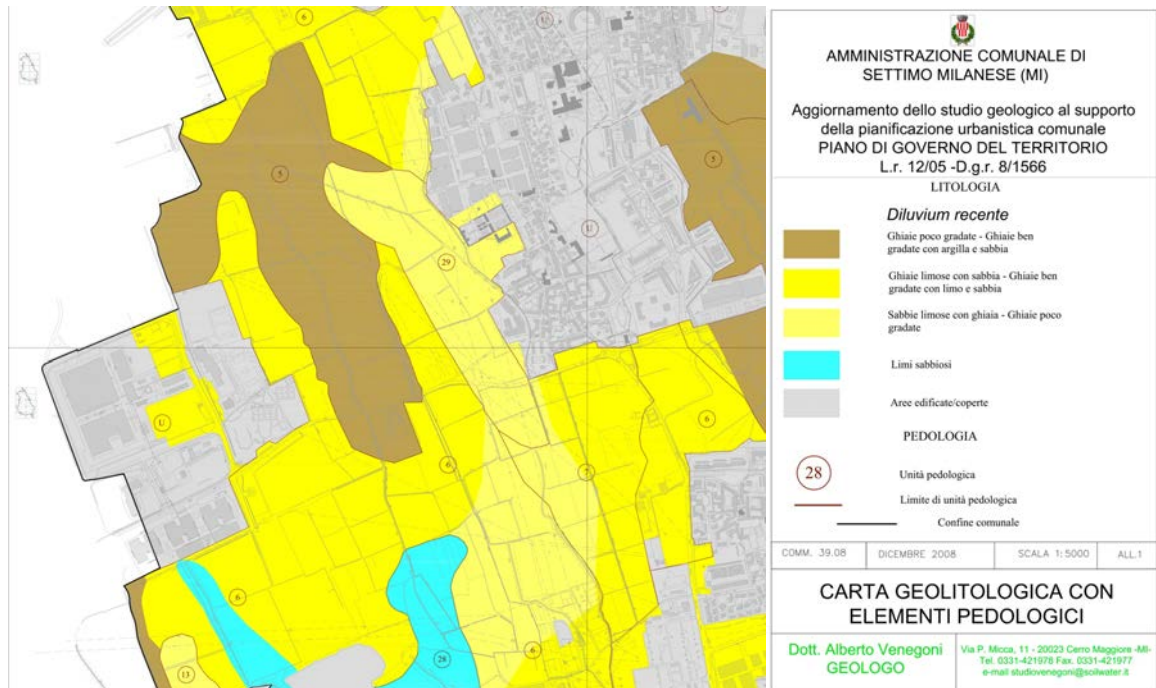 6
U
5
5
U
29
U
6
6
7
6
6
13
28
AMMINISTRAZIONE COMUNALE DI
SETTIMO MILANESE (MI)
Aggiornamento dello studio geologico al supporto
della pianificazione urbanistica comunale
PIANO DI GOVERNO DEL TERRITORIO
L.r. 12/05 -D.g.r. 8/1566
LITOLOGIA
Diluvium recente
Ghiaie poco gradate - Ghiaie ben
gradate con argilla e sabbia
Ghiaie limose con sabbia - Ghiaie ben
gradate con limo e sabbia
Sabbie limose con ghiaia - Ghiaie poco
gradate
Limi sabbiosi
Aree edificate/coperte
PEDOLOGIA
28
Unità pedologica
Limite di unità pedologica
Confine comunale
COMM. 39.08 DICEMBRE 2008 SCALA 1:5000 ALL.1
CARTA GEOLITOLOGICA CON
ELEMENTI PEDOLOGICI
Dott. Alberto Venegoni
GEOLOGO
Via P. Micca, 11 - 20023 Cerro Maggiore -MI-
Tel. 0331-421976 Fax. 0331-421977
e-mail studiovenegoni@soilwater.it